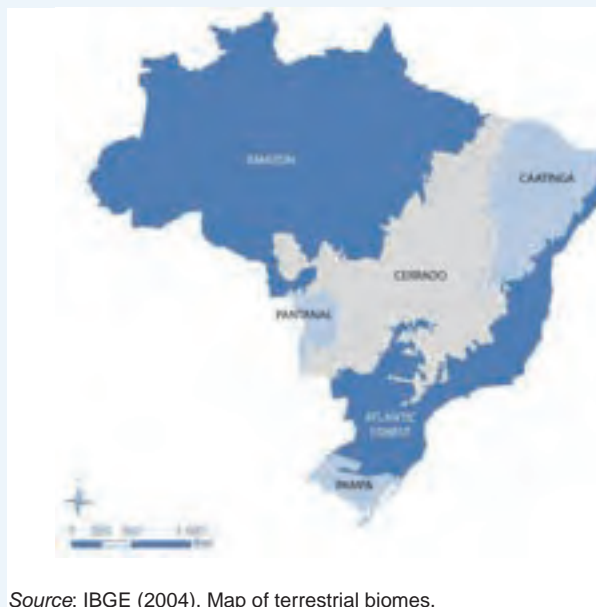 AMAZON
CAATINGA
CERRADO
PANTANAL
ATLANTIC
FOREST
PAMPA
Source: IBGE (2004). Map of terrestrial biomes.